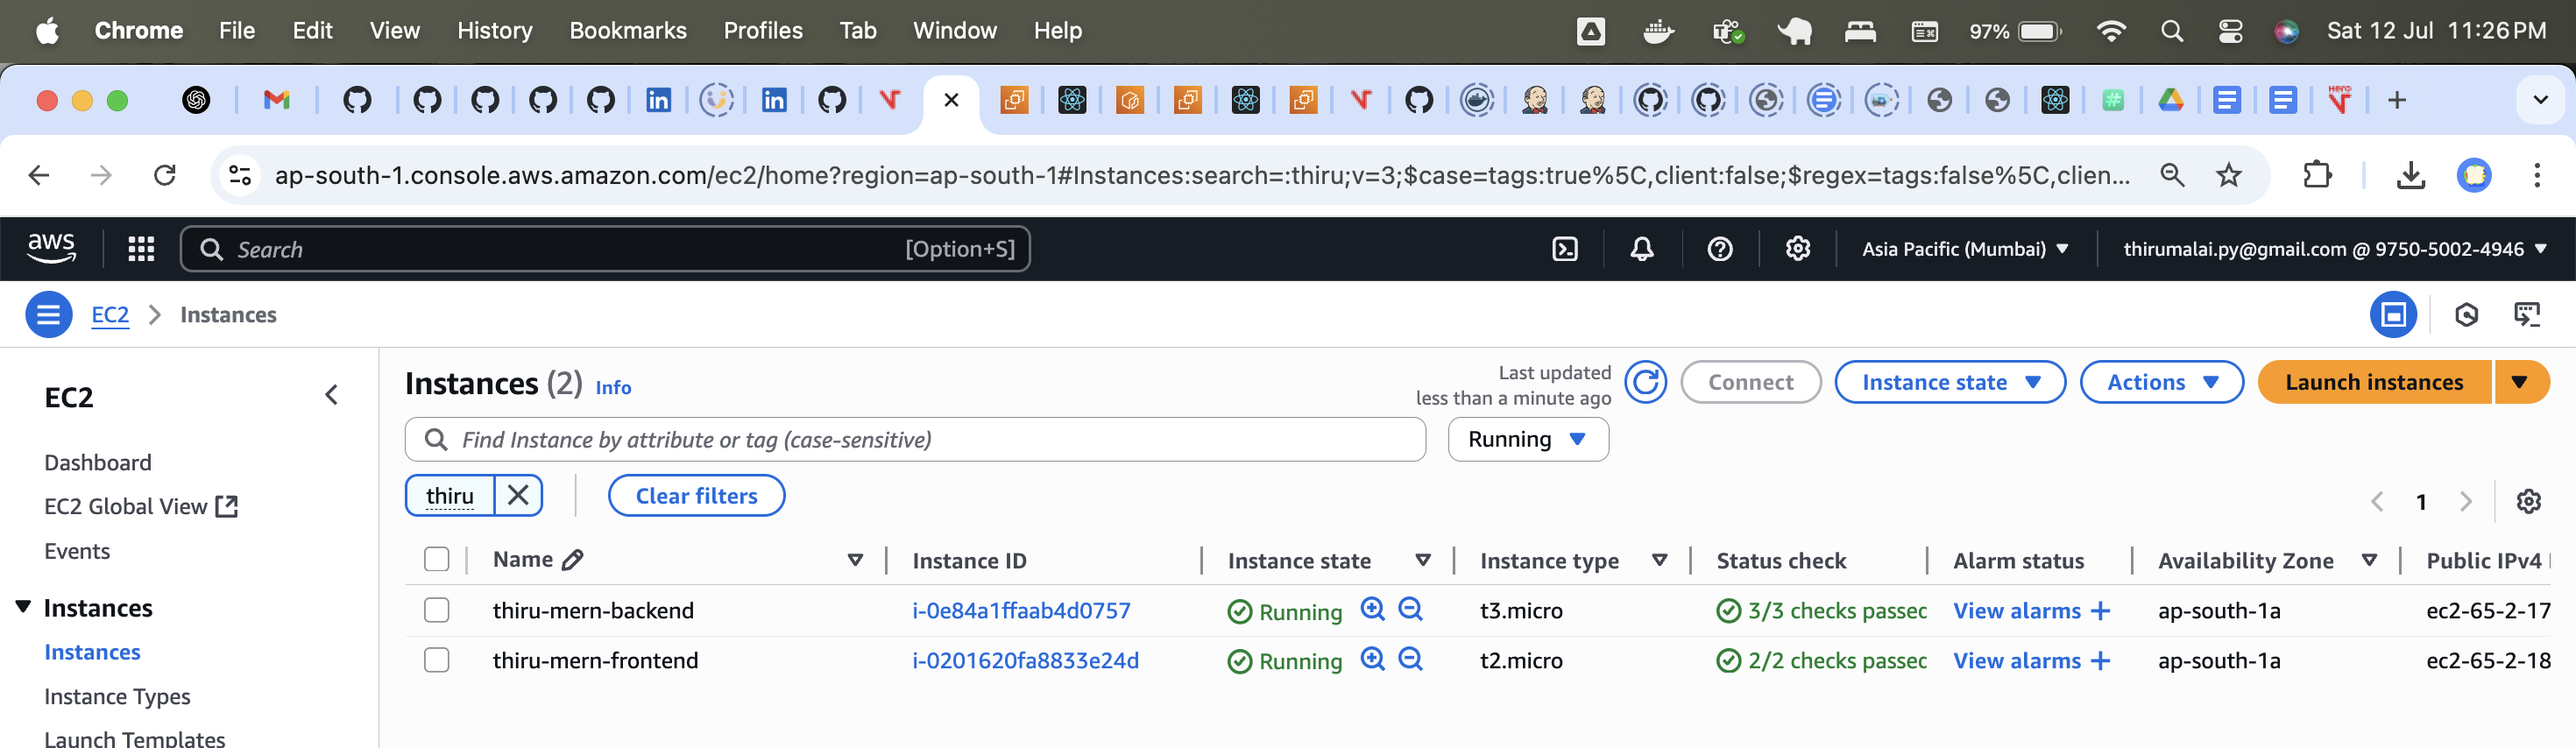 Chrome File Edit View History Bookmarks Profiles Tab Window Help 97% Sat 12 Jul 11:26 PM
ap-south-1.console.aws.amazon.com/ec2/home?region=ap-south-1#Instances:search=:thiru;v=3;$case=tags:true%5C,client:false;$regex=tags:false%5C,clien...
aws Search [Option+S] Asia Pacific (Mumbai) thirumalai.py@gmail.com @ 9750-5002-4946
EC2 Instances
EC2
Dashboard
EC2 Global View
Events
Instances
Instances
Instance Types
Launch Templates
Instances (2) Info
Last updated
less than a minute ago
Connect Instance state Actions Launch instances
Find Instance by attribute or tag (case-sensitive) Running
thiru Clear filters
1
Name Instance ID Instance state Instance type Status check Alarm status Availability Zone Public IPv4
thiru-mern-backend i-0e84a1ffaab4d0757 Running t3.micro 3/3 checks passec View alarms + ap-south-1a ec2-65-2-17
thiru-mern-frontend i-0201620fa8833e24d Running t2.micro 2/2 checks passec View alarms + ap-south-1a ec2-65-2-18